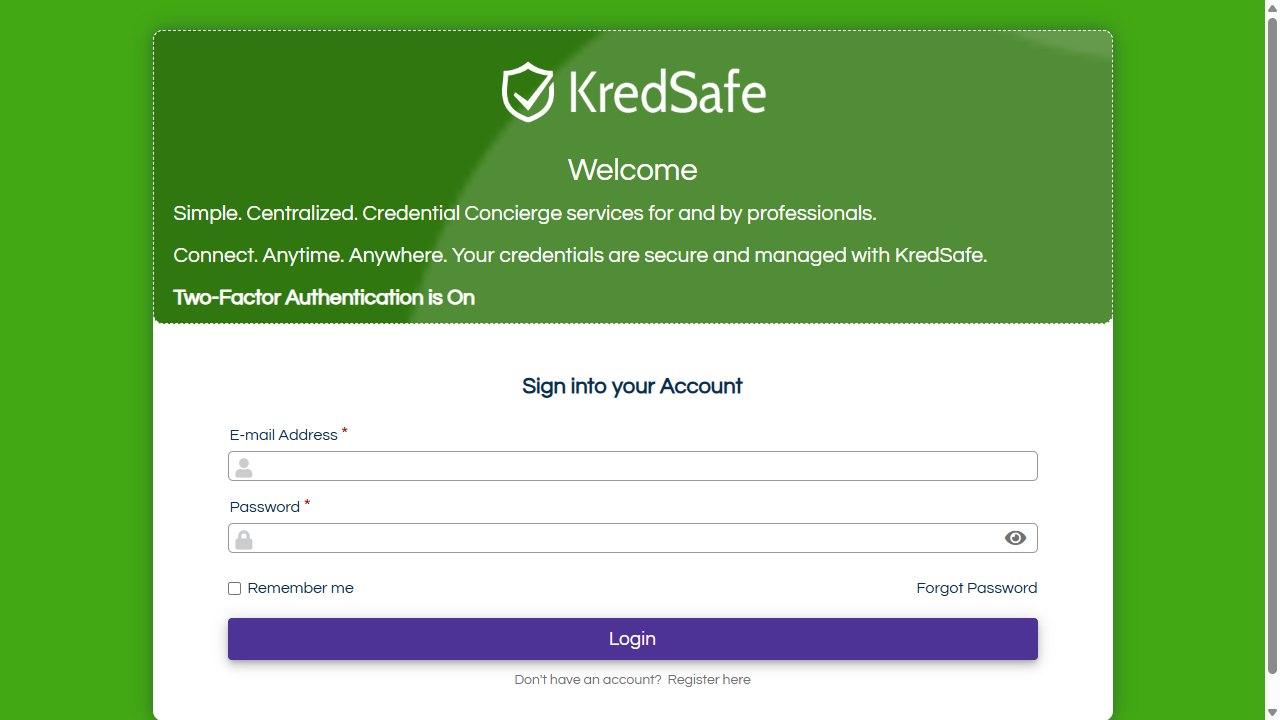 KredSafe
Welcome
Simple. Centralized. Credential Concierge services for and by professionals.
Connect. Anytime. Anywhere. Your credentials are secure and managed with KredSafe.
Two-Factor Authentication is On
Sign into your Account
E-mail Address *
Password *
Remember me
Forgot Password
Login
Don't have an account? Register here